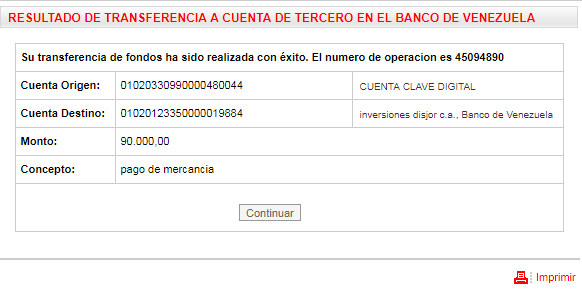 RESULTADO DE TRANSFERENCIA A CUENTA DE TERCERO EN EL BANCO DE VENEZUELA
Su transferencia de fondos ha sido realizada con éxito. El numero de operacion es 45094890
Cuenta Origen: 01020330990000480044 CUENTA CLAVE DIGITAL
Cuenta Destino: 01020123350000019884 inversiones disjor c.a., Banco de Venezuela
Monto: 90.000,00
Concepto: pago de mercancia
Continuar
Imprimir